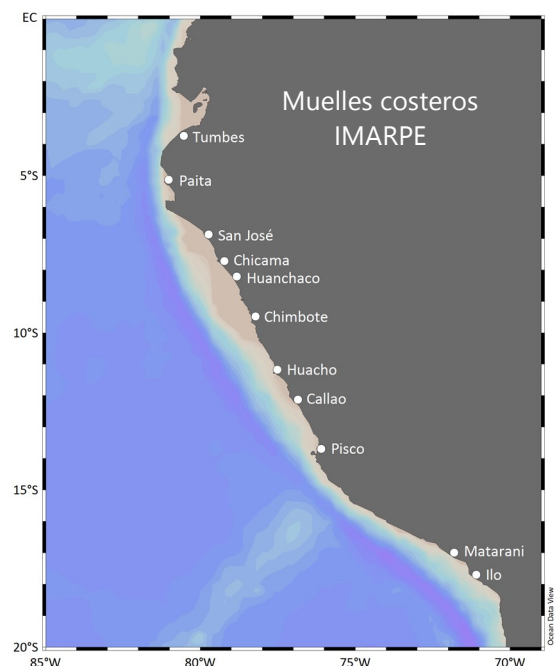 EC
Muelles costeros
IMARPE
Tumbes
5°S
Paita
San José
Chicama
Huanchaco
Chimbote
10°S
Huacho
Callao
Pisco
15°S
Matarani
Ilo
20°S
85°W
80°W
75°W
70°W
Ocean Data View